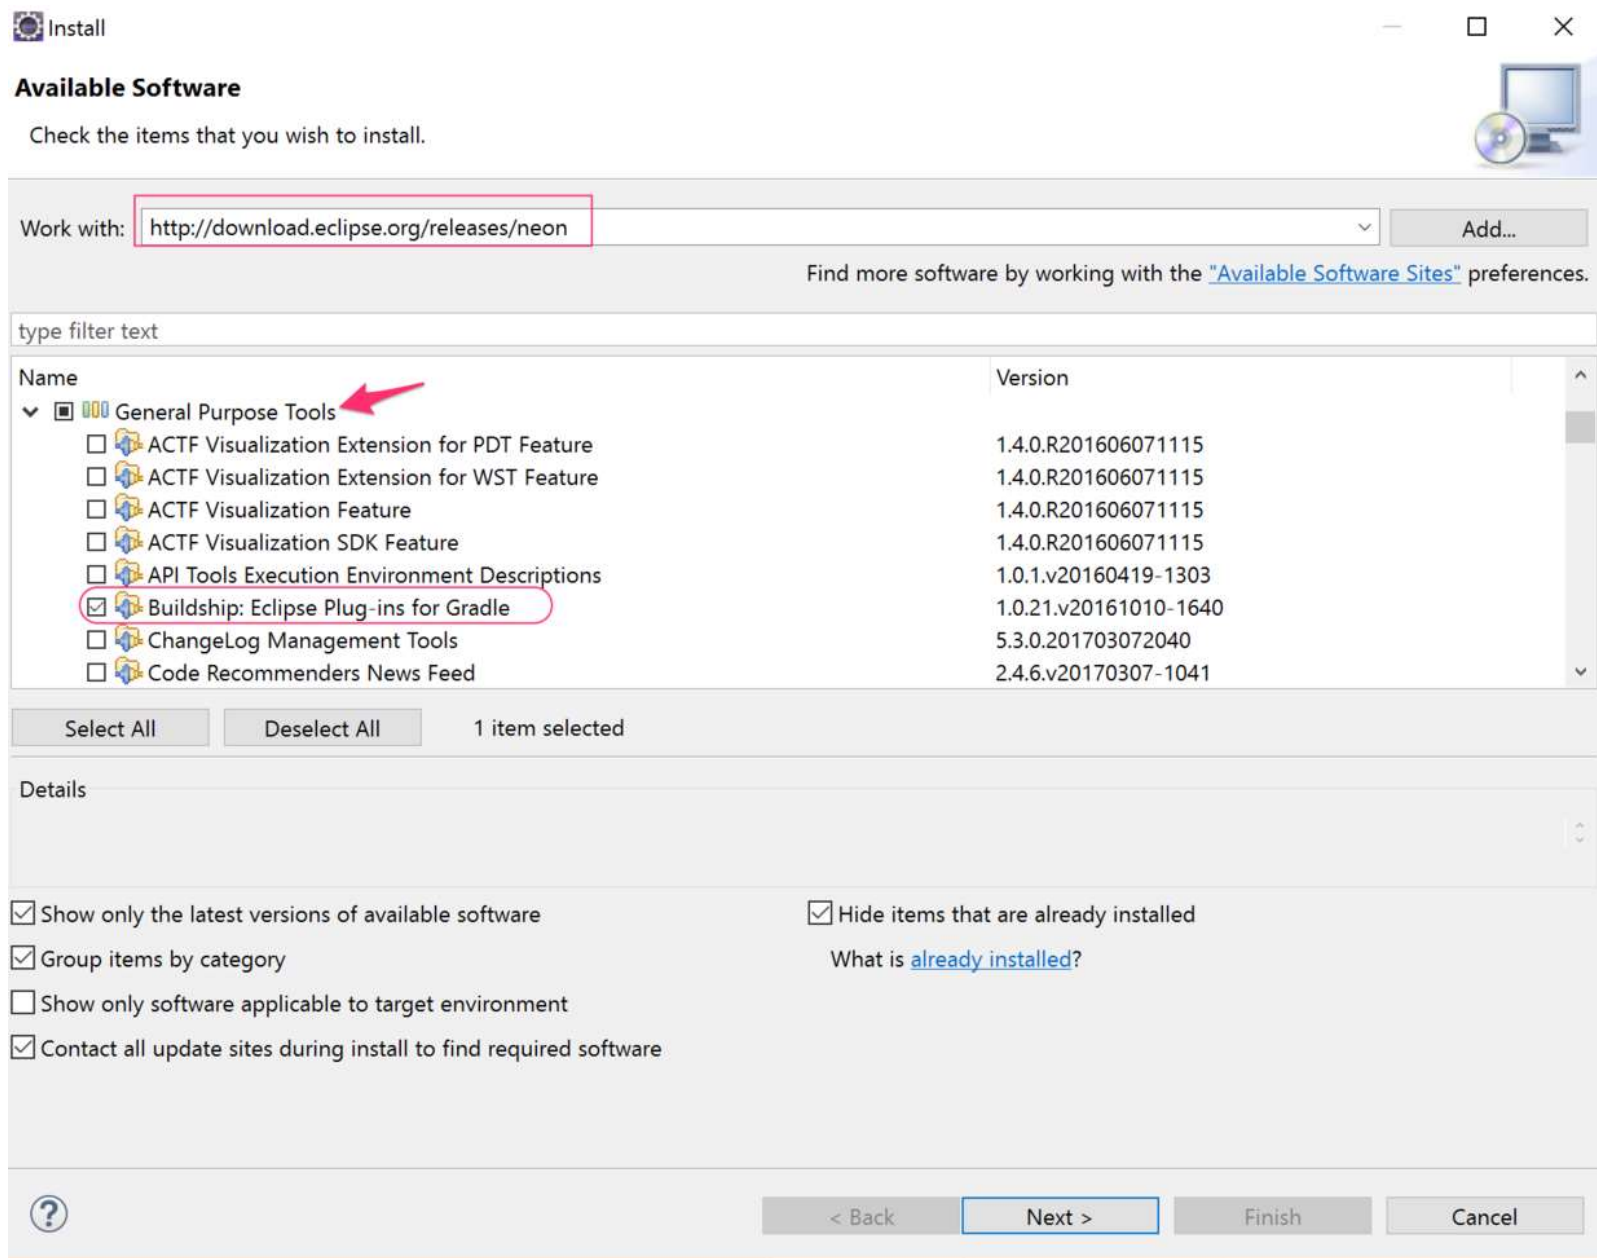 Install
Available Software
Check the items that you wish to install.
Work with: http://download.eclipse.org/releases/neon Add...
Find more software by working with the "Available Software Sites" preferences.
type filter text
Name Version
General Purpose Tools
ACTF Visualization Extension for PDT Feature 1.4.0.R201606071115
ACTF Visualization Extension for WST Feature 1.4.0.R201606071115
ACTF Visualization Feature 1.4.0.R201606071115
ACTF Visualization SDK Feature 1.4.0.R201606071115
API Tools Execution Environment Descriptions 1.0.1.v20160419-1303
Buildship: Eclipse Plug-ins for Gradle 1.0.21.v20161010-1640
ChangeLog Management Tools 5.3.0.201703072040
Code Recommenders News Feed 2.4.6.v20170307-1041
Select All Deselect All 1 item selected
Details
Show only the latest versions of available software Hide items that are already installed
Group items by category What is already installed?
Show only software applicable to target environment
Contact all update sites during install to find required software
? < Back Next > Finish Cancel